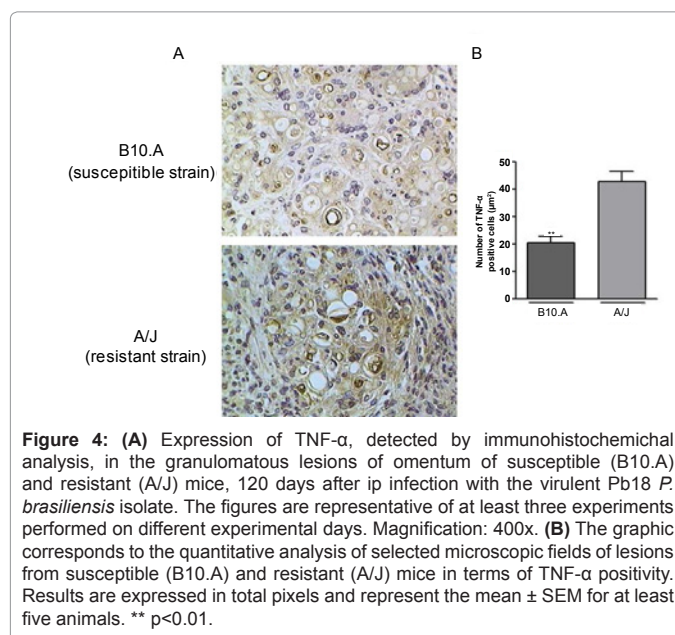 A
B
B10.A
(suscepitible strain)
A/J
(resistant strain)
Number of TNF-α
positive cells (µm²)
50
40
30
20
10
0
**
B10.A
A/J
Figure 4: (A) Expression of TNF-α, detected by immunohistochemichal
analysis, in the granulomatous lesions of omentum of susceptible (B10.A)
and resistant (A/J) mice, 120 days after ip infection with the virulent Pb18 P.
brasiliensis isolate. The figures are representative of at least three experiments
performed on different experimental days. Magnification: 400x. (B) The graphic
corresponds to the quantitative analysis of selected microscopic fields of lesions
from susceptible (B10.A) and resistant (A/J) mice in terms of TNF-α positivity.
Results are expressed in total pixels and represent the mean ± SEM for at least
five animals. ** p<0.01.